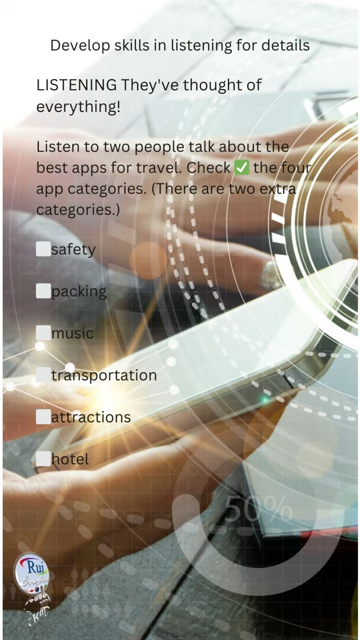 Develop skills in listening for details
LISTENING They've thought of
everything!
Listen to two people talk about the
best apps for travel. Check ✅ the four
app categories. (There are two extra
categories.)
safety
packing
music
transportation
attractions
hotel
50%
Rui